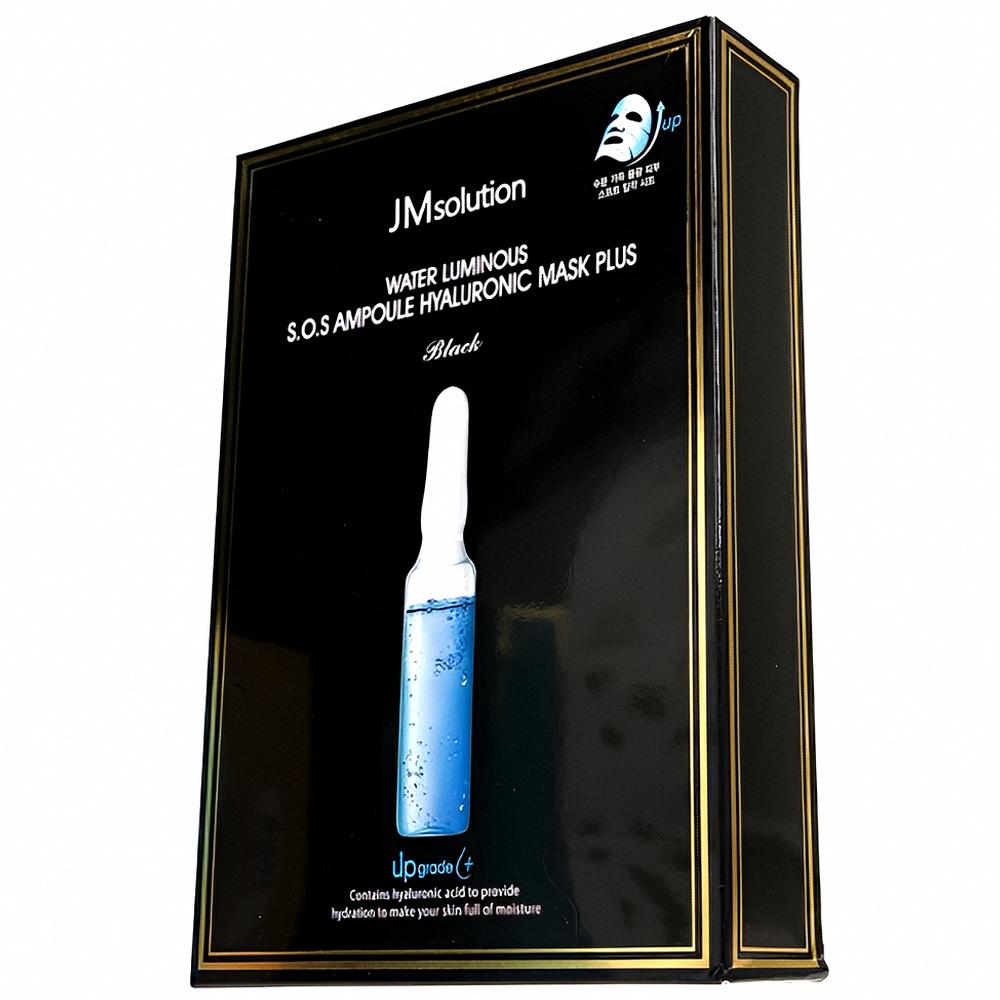 up
JMsolution
WATER LUMINOUS
S.O.S AMPOULE HYALURONIC MASK PLUS
Black
upgrade +
Contains hyaluronic acid to provide
hydration to make your skin full of moisture